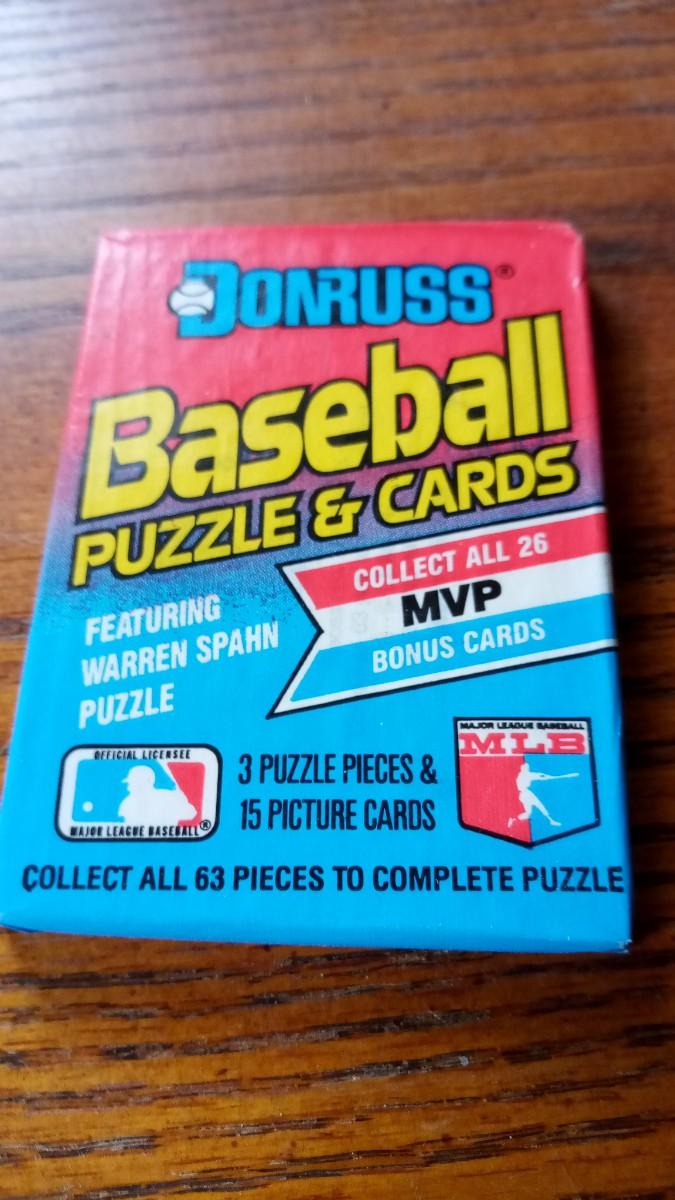 DONRUSS®
Baseball
PUZZLE & CARDS
COLLECT ALL 26
MVP
BONUS CARDS
FEATURING
WARREN SPAHN
PUZZLE
OFFICIAL LICENSEE
MAJOR LEAGUE BASEBALL®
3 PUZZLE PIECES &
15 PICTURE CARDS
MAJOR LEAGUE BASEBALL
MLB
COLLECT ALL 63 PIECES TO COMPLETE PUZZLE